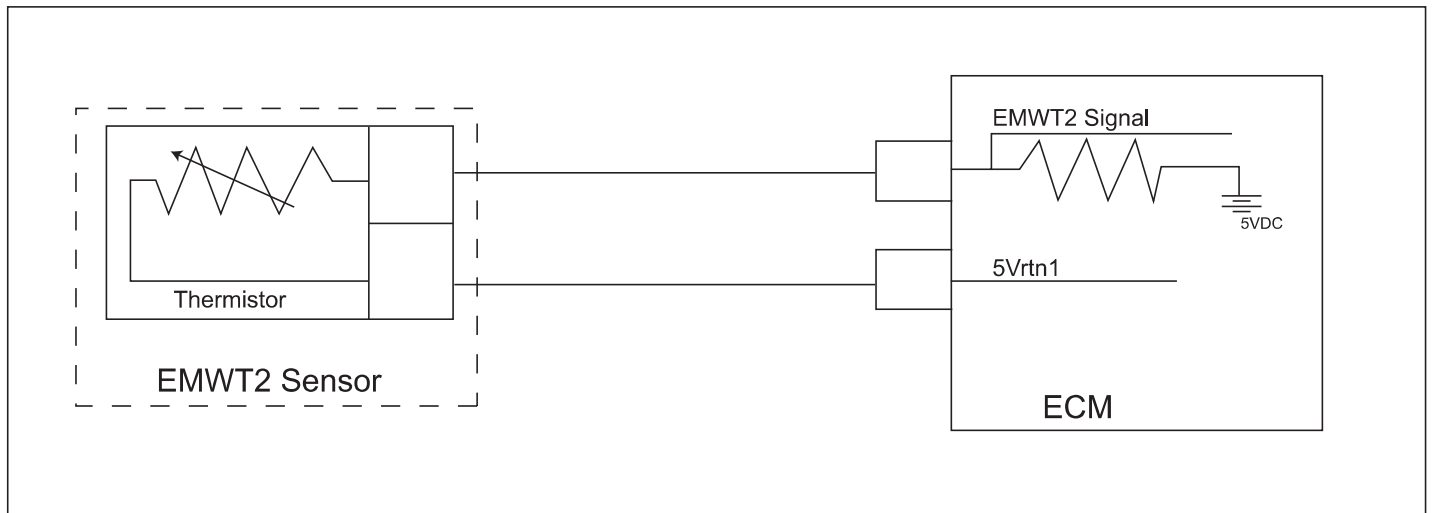 EMWT2 Signal
5VDC
5Vrtn1
Thermistor
EMWT2 Sensor
ECM